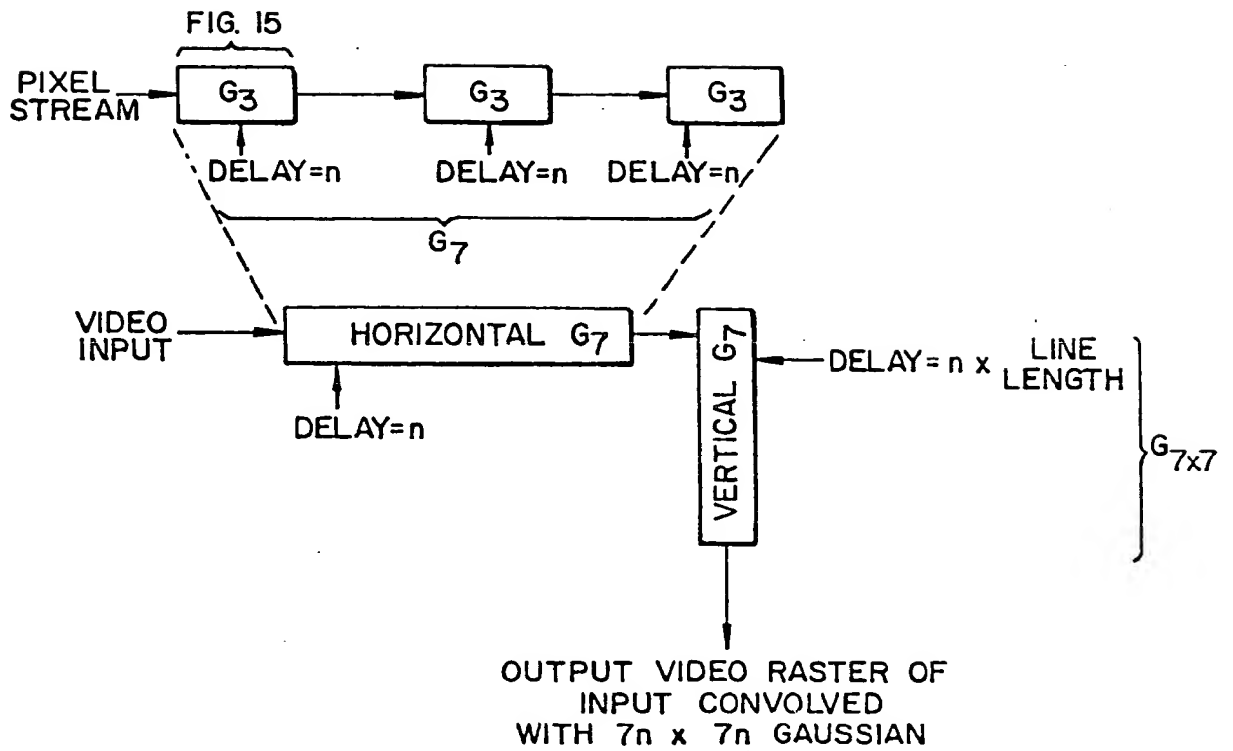 FIG. 15
PIXEL
STREAM
G3
G3
G3
DELAY=n
DELAY=n
DELAY=n
G7
VIDEO
INPUT
HORIZONTAL G7
VERTICAL G7
DELAY=n
DELAY=n x LINE
LENGTH
G7x7
OUTPUT VIDEO RASTER OF
INPUT CONVOLVED
WITH 7n x 7n GAUSSIAN